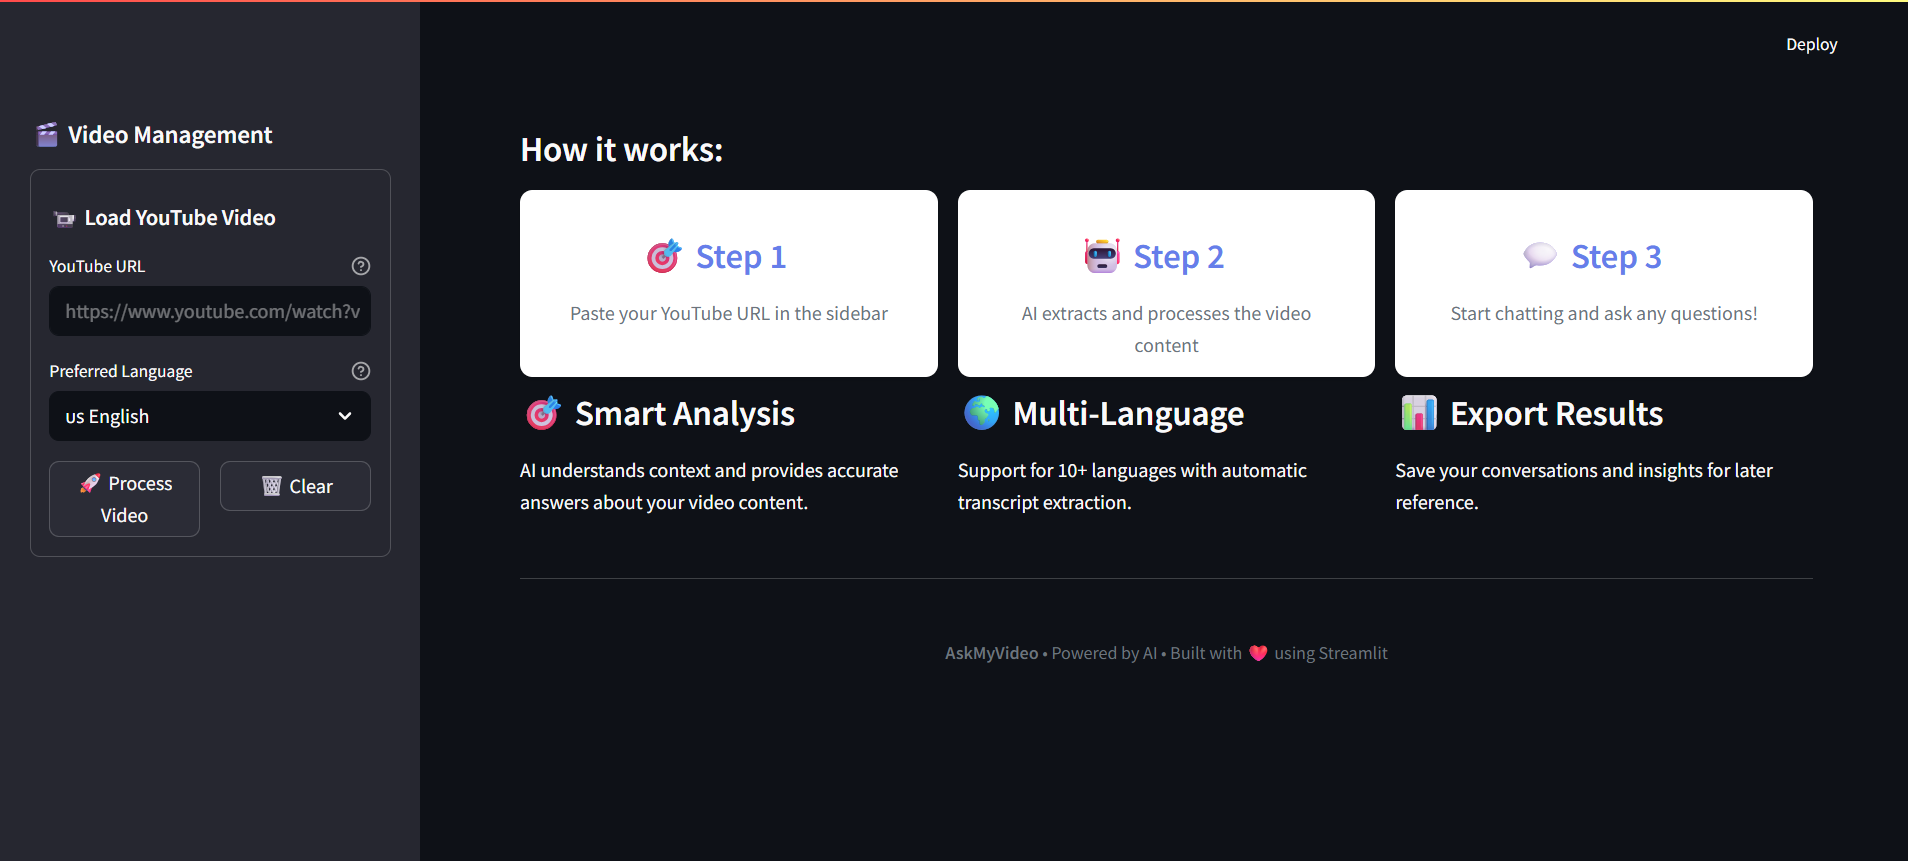 Deploy
Video Management
Load YouTube Video
YouTube URL
https://www.youtube.com/watch?v
Preferred Language
us English
Process
Video
Clear
How it works:
Step 1
Paste your YouTube URL in the sidebar
Step 2
AI extracts and processes the video
content
Step 3
Start chatting and ask any questions!
Smart Analysis
AI understands context and provides accurate
answers about your video content.
Multi-Language
Support for 10+ languages with automatic
transcript extraction.
Export Results
Save your conversations and insights for later
reference.
AskMyVideo • Powered by AI • Built with ❤️ using Streamlit